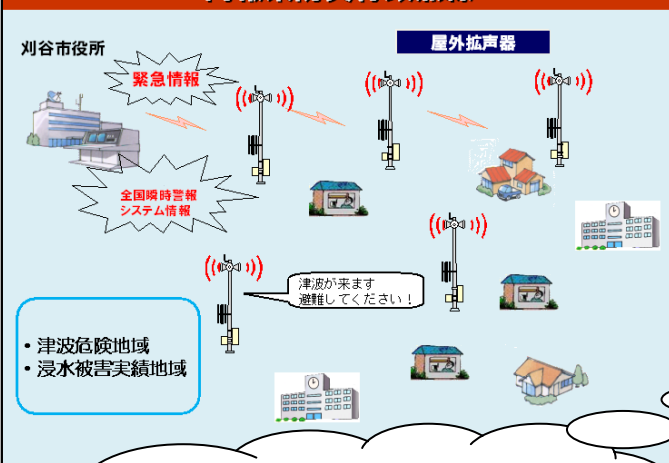 刈谷市役所
屋外拡声器
緊急情報
全国瞬時警報
システム情報
津波が来ます
避難してください！
・津波危険地域
・浸水被害実績地域